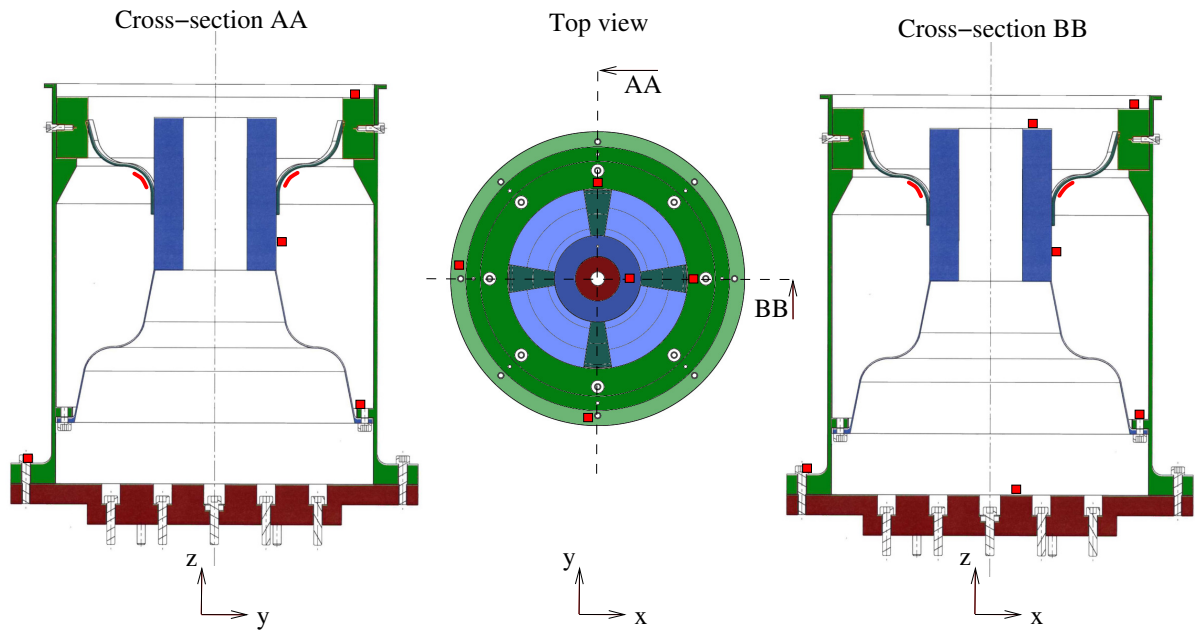 Cross−section AA
Top view
Cross−section BB
AA
BB
z
y
y
x
z
x